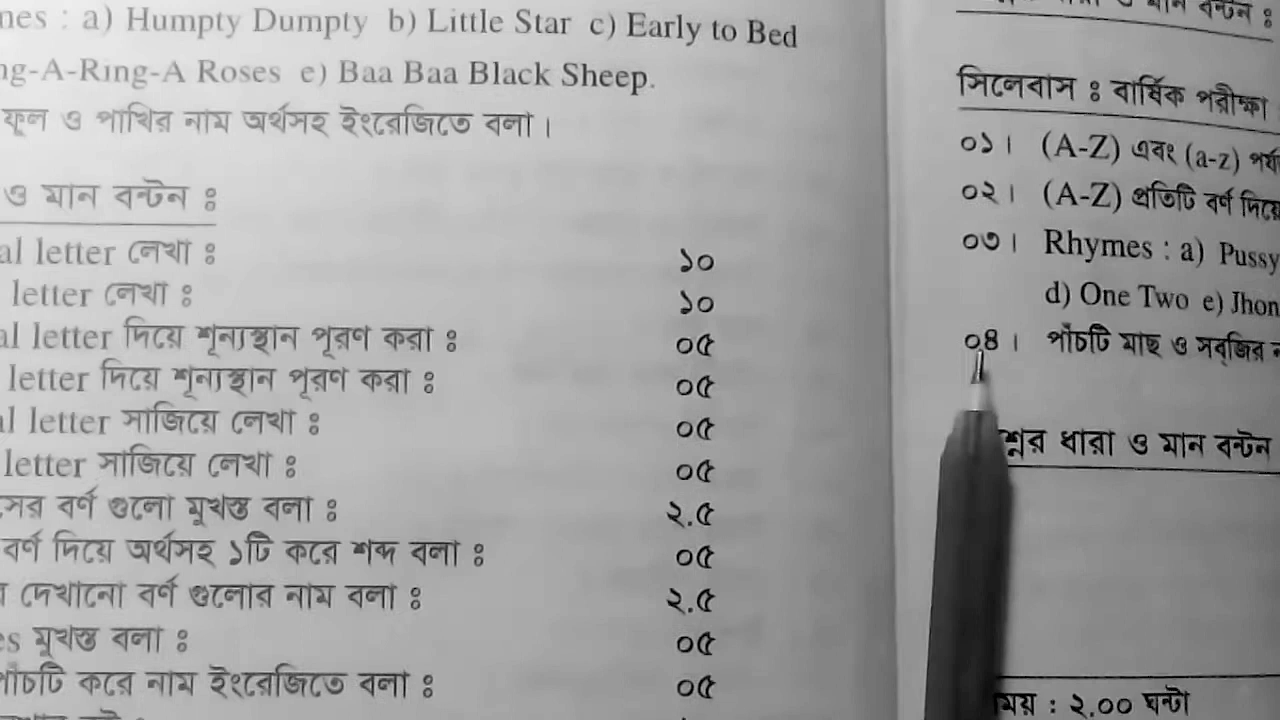 nes : a) Humpty Dumpty b) Little Star c) Early to Bed
ng-A-Ring-A Roses e) Baa Baa Black Sheep.
ফুল ও পাখির নাম অর্থসহ ইংরেজিতে বলা।
ও মান বন্টন ঃ
al letter লেখা ঃ ১০
letter লেখা ঃ ১০
al letter দিয়ে শূন্যস্থান পূরণ করা ঃ ০৫
letter দিয়ে শূন্যস্থান পূরণ করা ঃ ০৫
al letter সাজিয়ে লেখা ঃ ০৫
letter সাজিয়ে লেখা ঃ ০৫
সের বর্ণ গুলো মুখস্ত বলা ঃ ২.৫
বর্ণ দিয়ে অর্থসহ ১টি করে শব্দ বলা ঃ ০৫
দেখানো বর্ণ গুলোর নাম বলা ঃ ২.৫
es মুখস্ত বলা ঃ ০৫
পাঁচটি করে নাম ইংরেজিতে বলা ঃ ০৫
ও মান বন্টন ঃ
সিলেবাস ঃ বার্ষিক পরীক্ষা
০১। (A-Z) এবং (a-z) পর্য
০২। (A-Z) প্রতিটি বর্ণ দিয়ে
০৩। Rhymes : a) Pussy
d) One Two e) Jhon
০৪। পাঁচটি মাছ ও সব্জির ন
শ্নের ধারা ও মান বন্টন
ময় : ২.০০ ঘন্টা